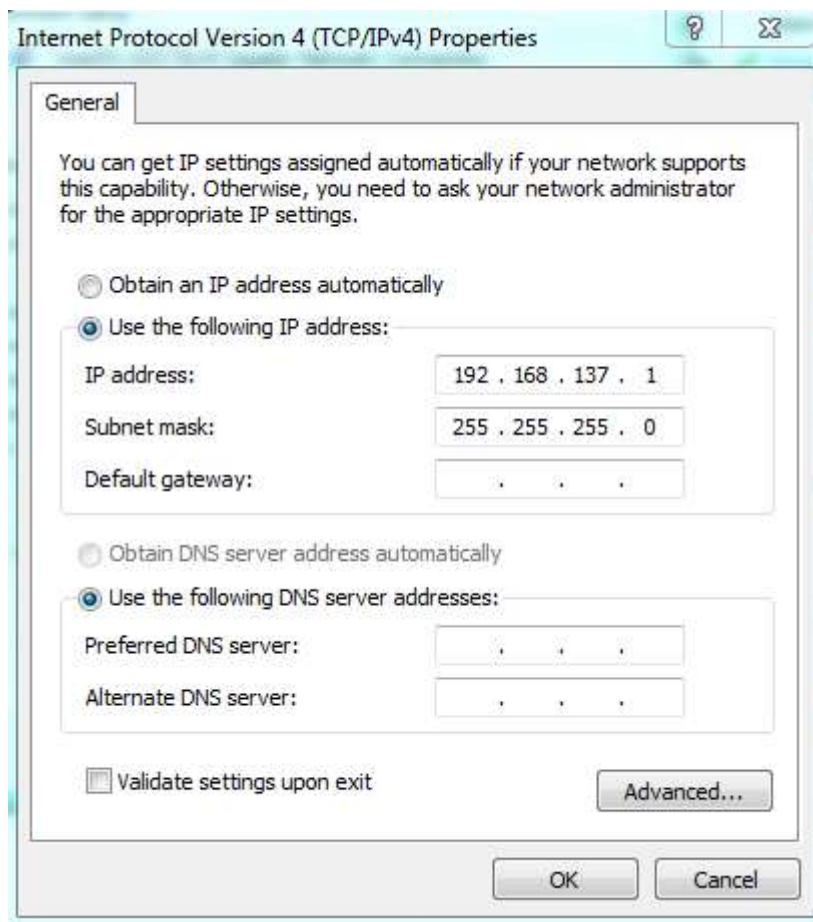 Internet Protocol Version 4 (TCP/IPv4) Properties
General
You can get IP settings assigned automatically if your network supports
this capability. Otherwise, you need to ask your network administrator
for the appropriate IP settings.
Obtain an IP address automatically
Use the following IP address:
IP address: 192 . 168 . 137 . 1
Subnet mask: 255 . 255 . 255 . 0
Default gateway: . . .
Obtain DNS server address automatically
Use the following DNS server addresses:
Preferred DNS server: . . .
Alternate DNS server: . . .
Validate settings upon exit
Advanced...
OK Cancel